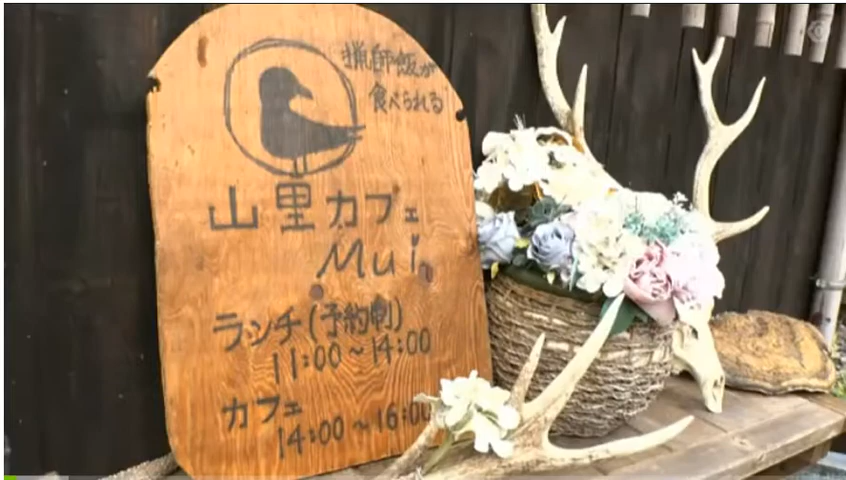 猟師飯が
食べられる
山里カフェ
Mui
ランチ(予約制)
11:00~14:00
カフェ
14:00~16:00